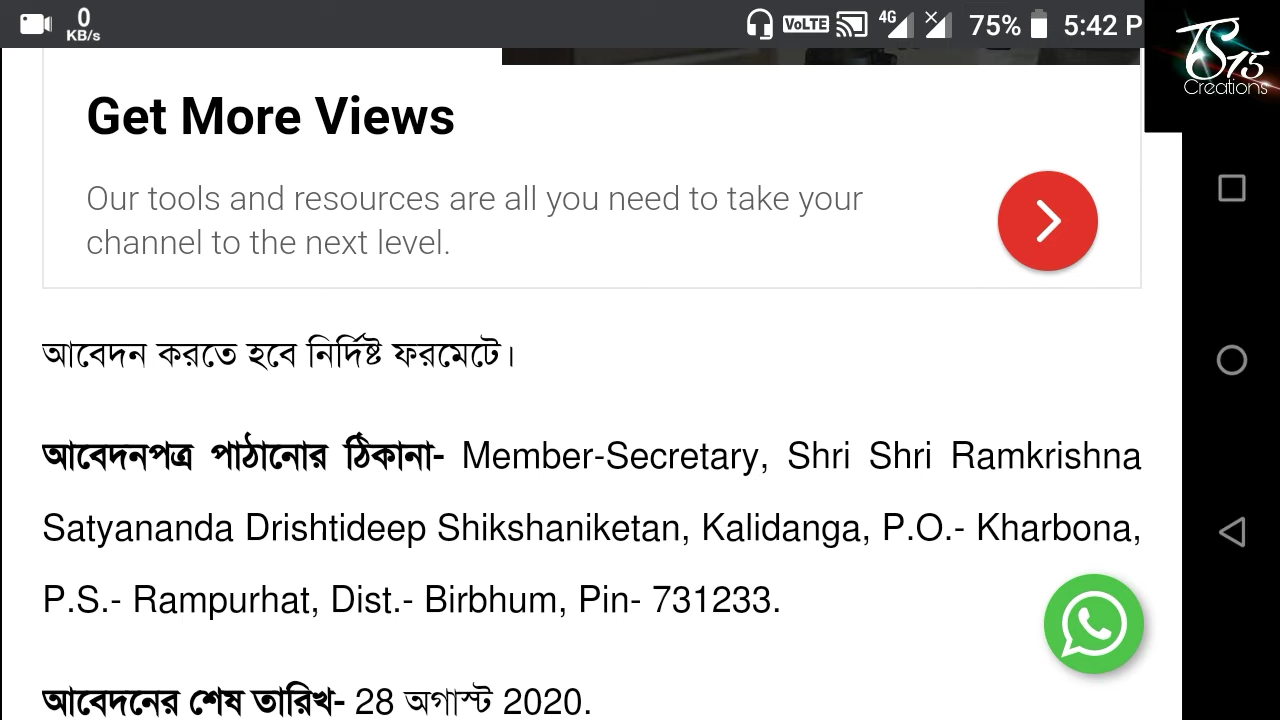 0
KB/s
VoLTE 4G 75% 5:42 P
TS15
Creations
Get More Views
Our tools and resources are all you need to take your
channel to the next level.
আবেদন করতে হবে নির্দিষ্ট ফরমেটে।
আবেদনপত্র পাঠানোর ঠিকানা- Member-Secretary, Shri Shri Ramkrishna
Satyananda Drishtideep Shikshaniketan, Kalidanga, P.O.- Kharbona,
P.S.- Rampurhat, Dist.- Birbhum, Pin- 731233.
আবেদনের শেষ তারিখ- 28 অগাস্ট 2020.